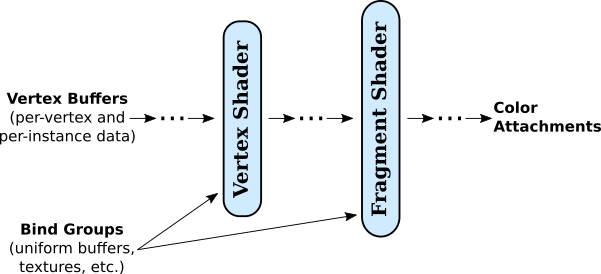 Vertex Buffers
(per-vertex and
per-instance data)
Vertex Shader
Fragment Shader
Color
Attachments
Bind Groups
(uniform buffers,
textures, etc.)